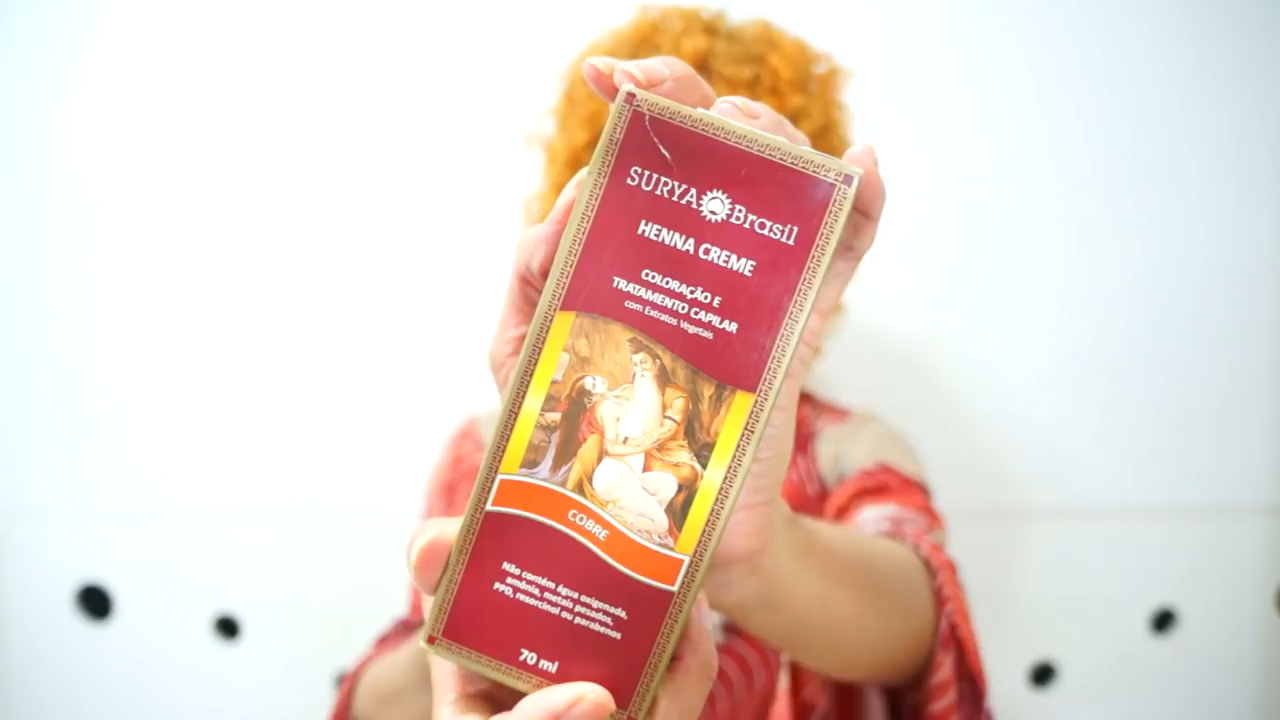 SURYA Brasil
HENNA CREME
COLORAÇÃO E
TRATAMENTO CAPILAR
com Extratos Vegetais
COBRE
Não contém água oxigenada,
amônia, metais pesados,
PPD, resorcinol ou parabenos
70 ml